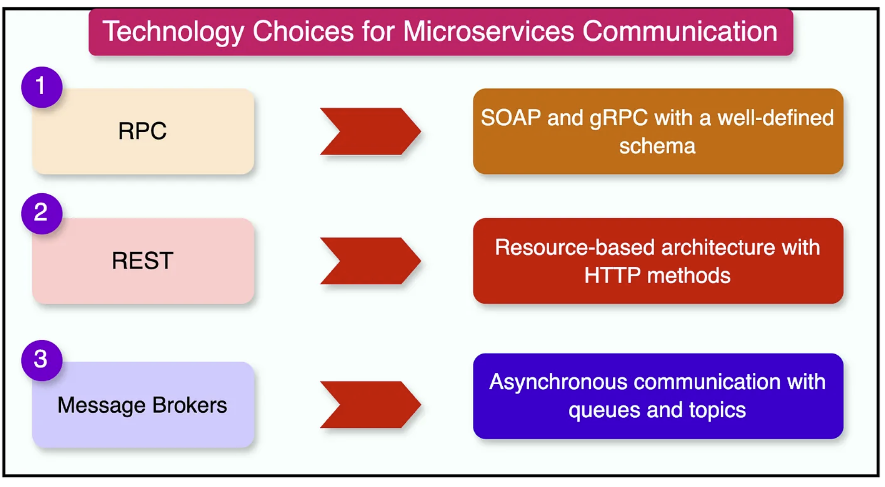 Technology Choices for Microservices Communication
1
RPC
SOAP and gRPC with a well-defined
schema
2
REST
Resource-based architecture with
HTTP methods
3
Message Brokers
Asynchronous communication with
queues and topics